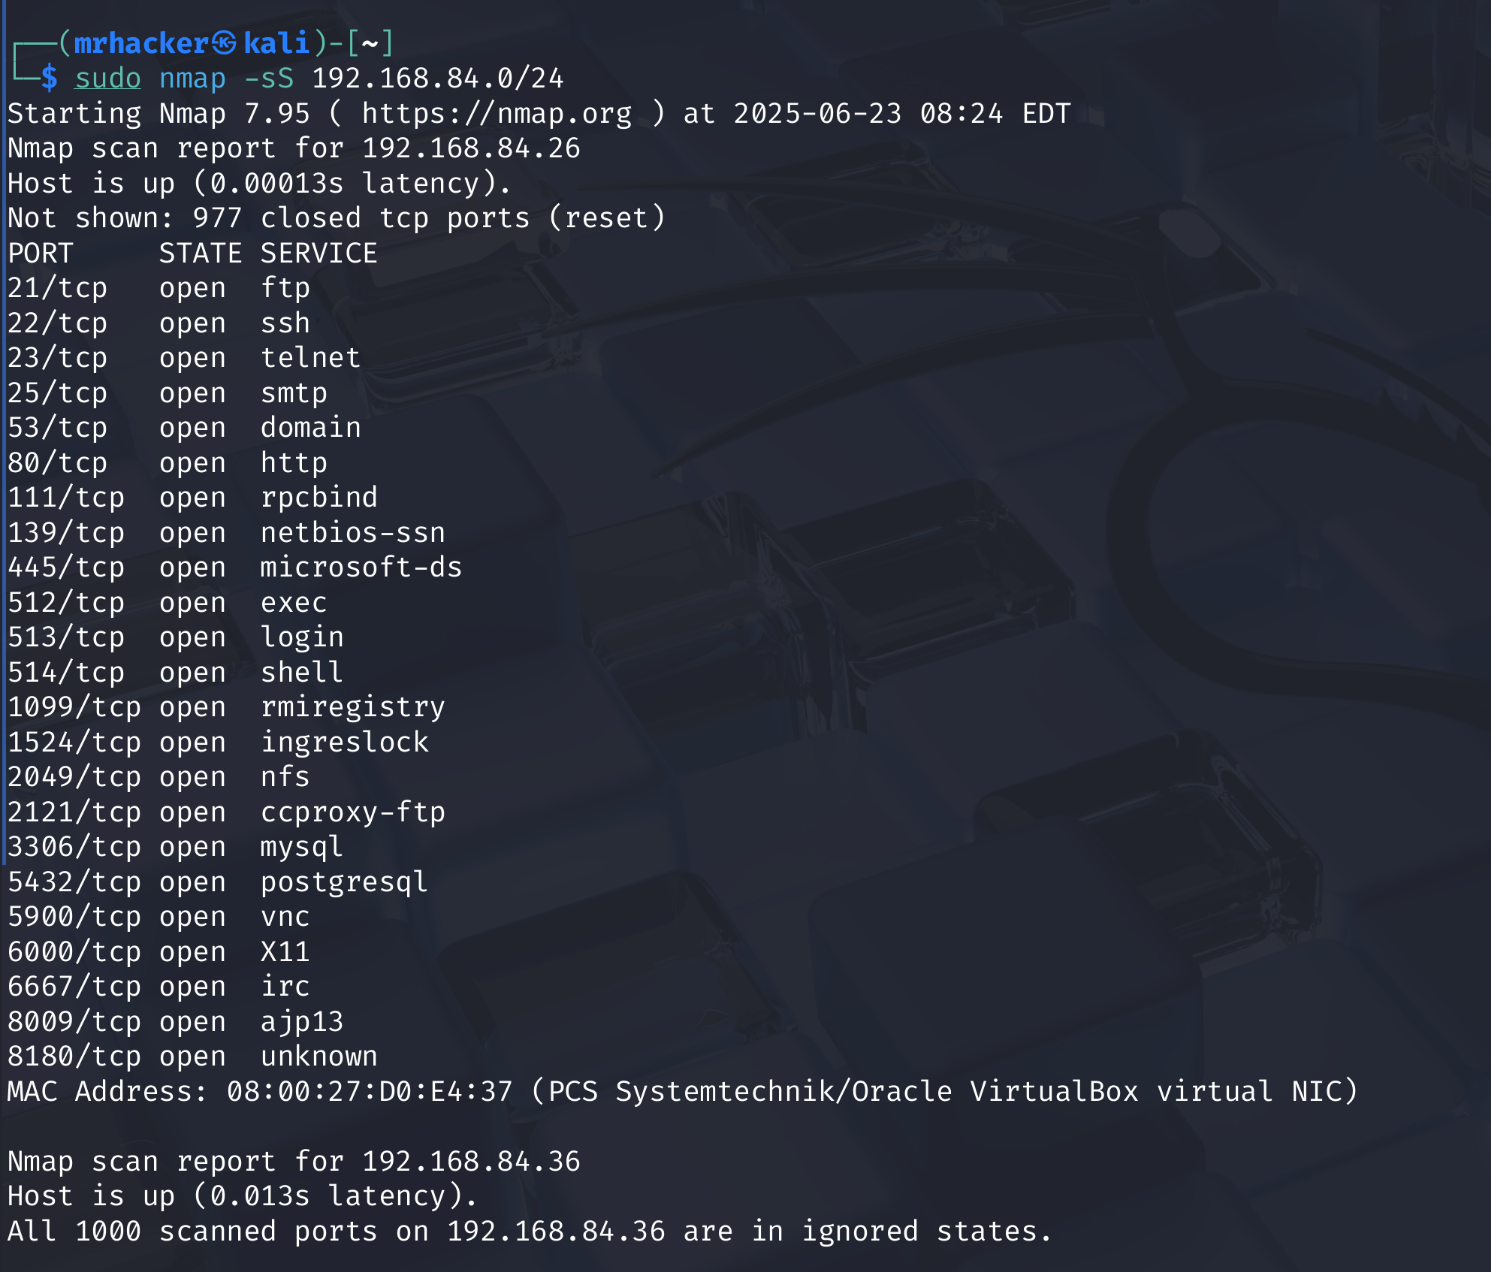 ┌──(mrhacker㉿kali)-[~]
└─$ sudo nmap -sS 192.168.84.0/24
Starting Nmap 7.95 ( https://nmap.org ) at 2025-06-23 08:24 EDT
Nmap scan report for 192.168.84.26
Host is up (0.00013s latency).
Not shown: 977 closed tcp ports (reset)
PORT     STATE SERVICE
21/tcp   open  ftp
22/tcp   open  ssh
23/tcp   open  telnet
25/tcp   open  smtp
53/tcp   open  domain
80/tcp   open  http
111/tcp  open  rpcbind
139/tcp  open  netbios-ssn
445/tcp  open  microsoft-ds
512/tcp  open  exec
513/tcp  open  login
514/tcp  open  shell
1099/tcp open  rmiregistry
1524/tcp open  ingreslock
2049/tcp open  nfs
2121/tcp open  ccproxy-ftp
3306/tcp open  mysql
5432/tcp open  postgresql
5900/tcp open  vnc
6000/tcp open  X11
6667/tcp open  irc
8009/tcp open  ajp13
8180/tcp open  unknown
MAC Address: 08:00:27:D0:E4:37 (PCS Systemtechnik/Oracle VirtualBox virtual NIC)
Nmap scan report for 192.168.84.36
Host is up (0.013s latency).
All 1000 scanned ports on 192.168.84.36 are in ignored states.